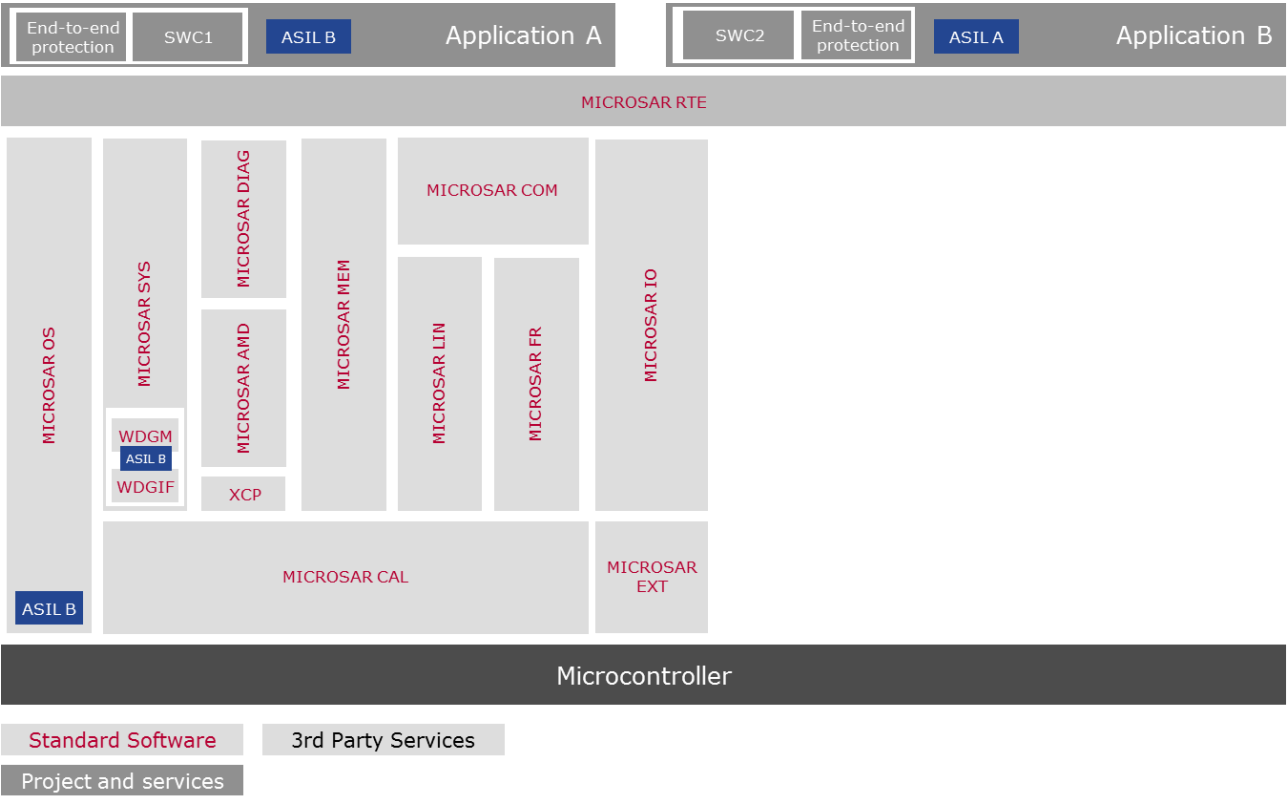 End-to-end
protection
SWC1
ASIL B
Application A
SWC2
End-to-end
protection
ASIL A
Application B
MICROSAR RTE
MICROSAR OS
ASIL B
MICROSAR SYS
WDGM
ASIL B
WDGIF
MICROSAR DIAG
MICROSAR AMD
XCP
MICROSAR MEM
MICROSAR COM
MICROSAR LIN
MICROSAR FR
MICROSAR IO
MICROSAR CAL
MICROSAR
EXT
Microcontroller
Standard Software
3rd Party Services
Project and services